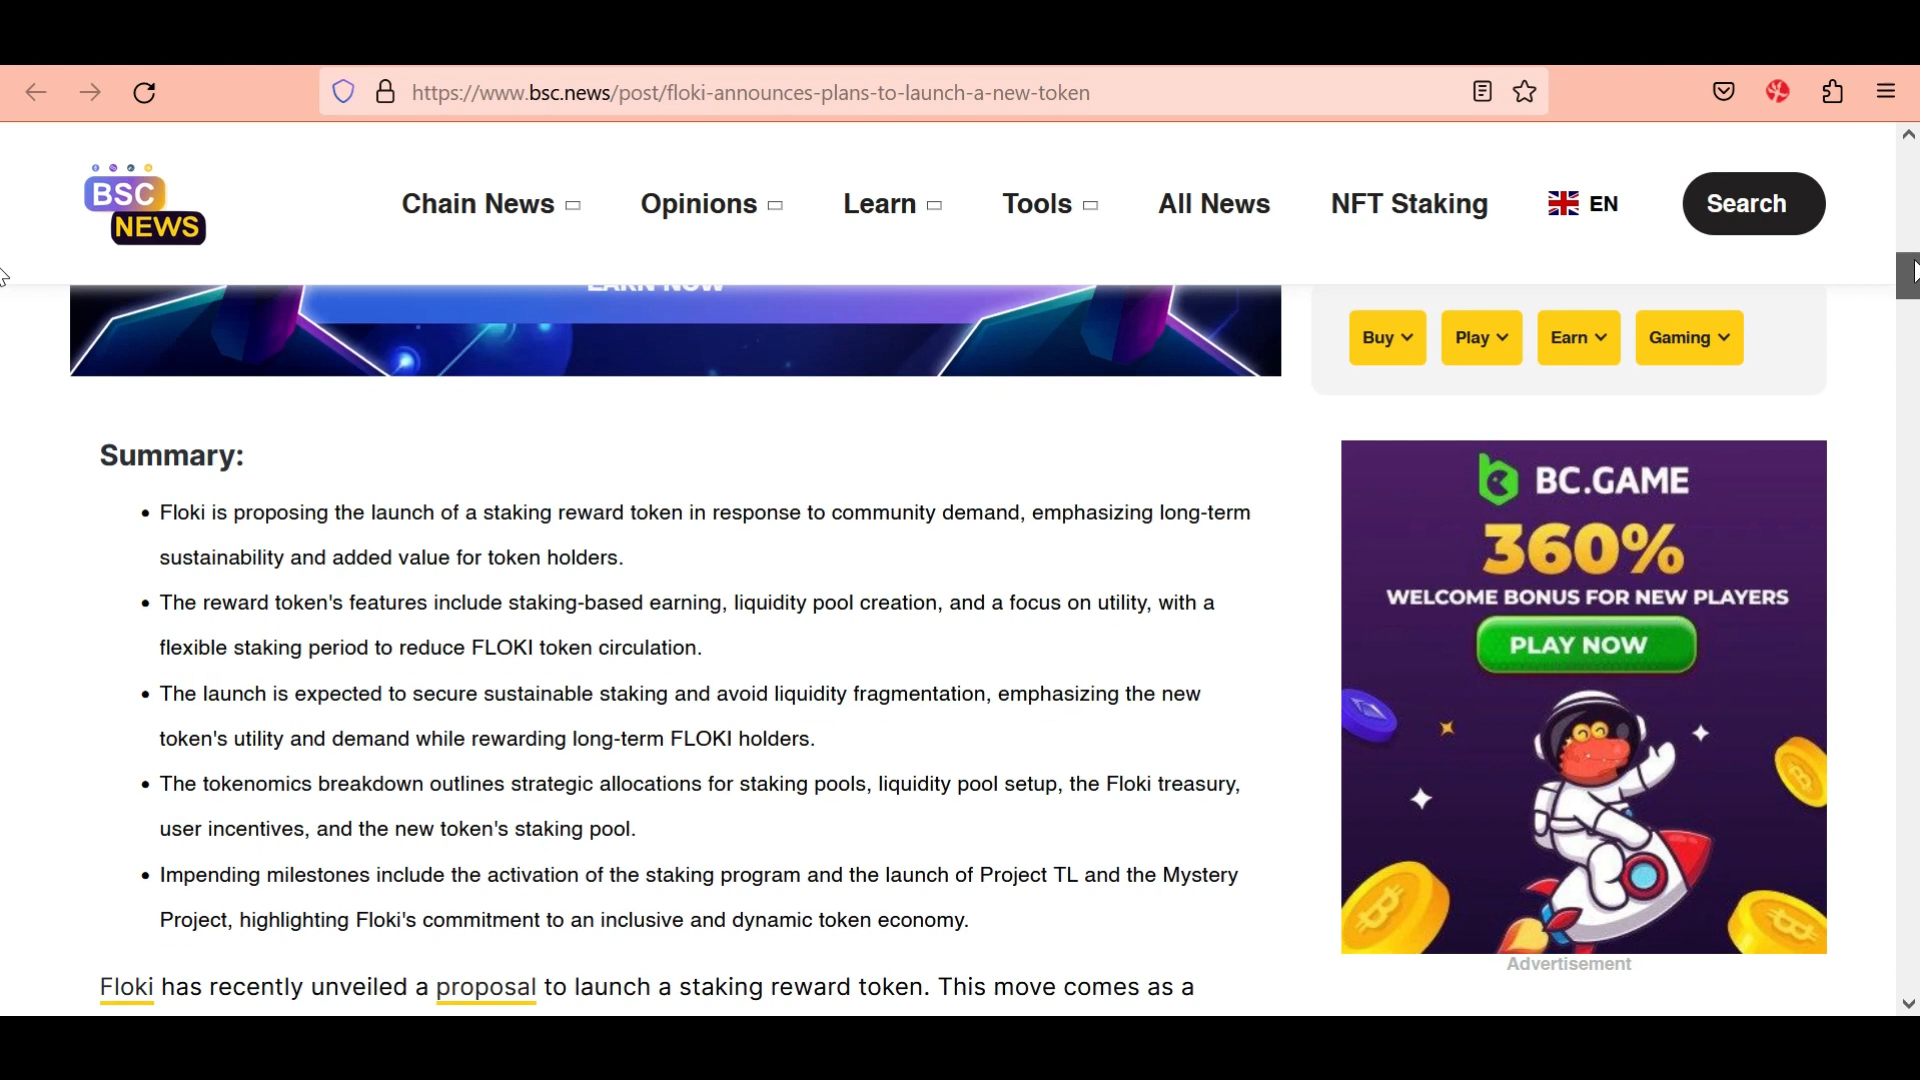 https://www.bsc.news/post/floki-announces-plans-to-launch-a-new-token
BSC
NEWS
Chain News
Opinions
Learn
Tools
All News
NFT Staking
EN
Search
EARN NOW
Buy
Play
Earn
Gaming
Summary:
Floki is proposing the launch of a staking reward token in response to community demand, emphasizing long-term
sustainability and added value for token holders.
The reward token's features include staking-based earning, liquidity pool creation, and a focus on utility, with a
flexible staking period to reduce FLOKI token circulation.
The launch is expected to secure sustainable staking and avoid liquidity fragmentation, emphasizing the new
token's utility and demand while rewarding long-term FLOKI holders.
The tokenomics breakdown outlines strategic allocations for staking pools, liquidity pool setup, the Floki treasury,
user incentives, and the new token's staking pool.
Impending milestones include the activation of the staking program and the launch of Project TL and the Mystery
Project, highlighting Floki's commitment to an inclusive and dynamic token economy.
Floki has recently unveiled a proposal to launch a staking reward token. This move comes as a
BC.GAME
360%
WELCOME BONUS FOR NEW PLAYERS
PLAY NOW
Advertisement